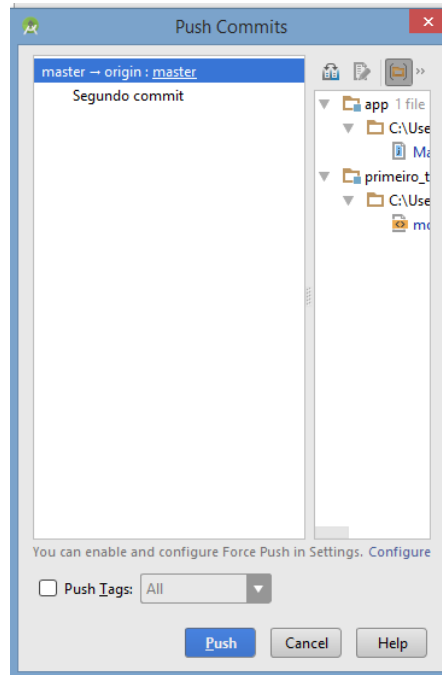 Push Commits
master → origin : master
Segundo commit
app 1 file
C:\Use
Ma
primeiro_t
C:\Use
mo
You can enable and configure Force Push in Settings. Configure
Push Tags: All
Push Cancel Help